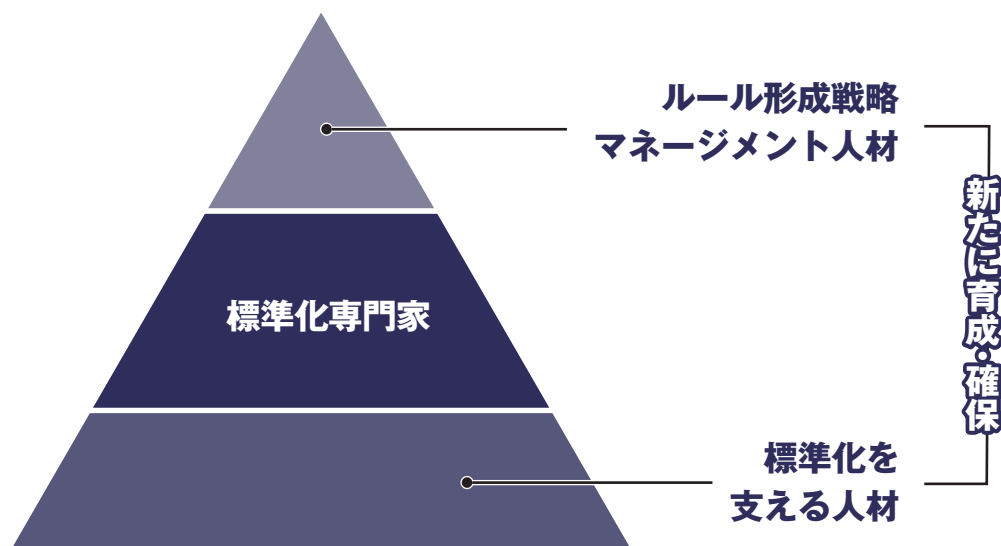 ルール形成戦略
マネージメント人材
新たに育成・確保
標準化専門家
標準化を
支える人材